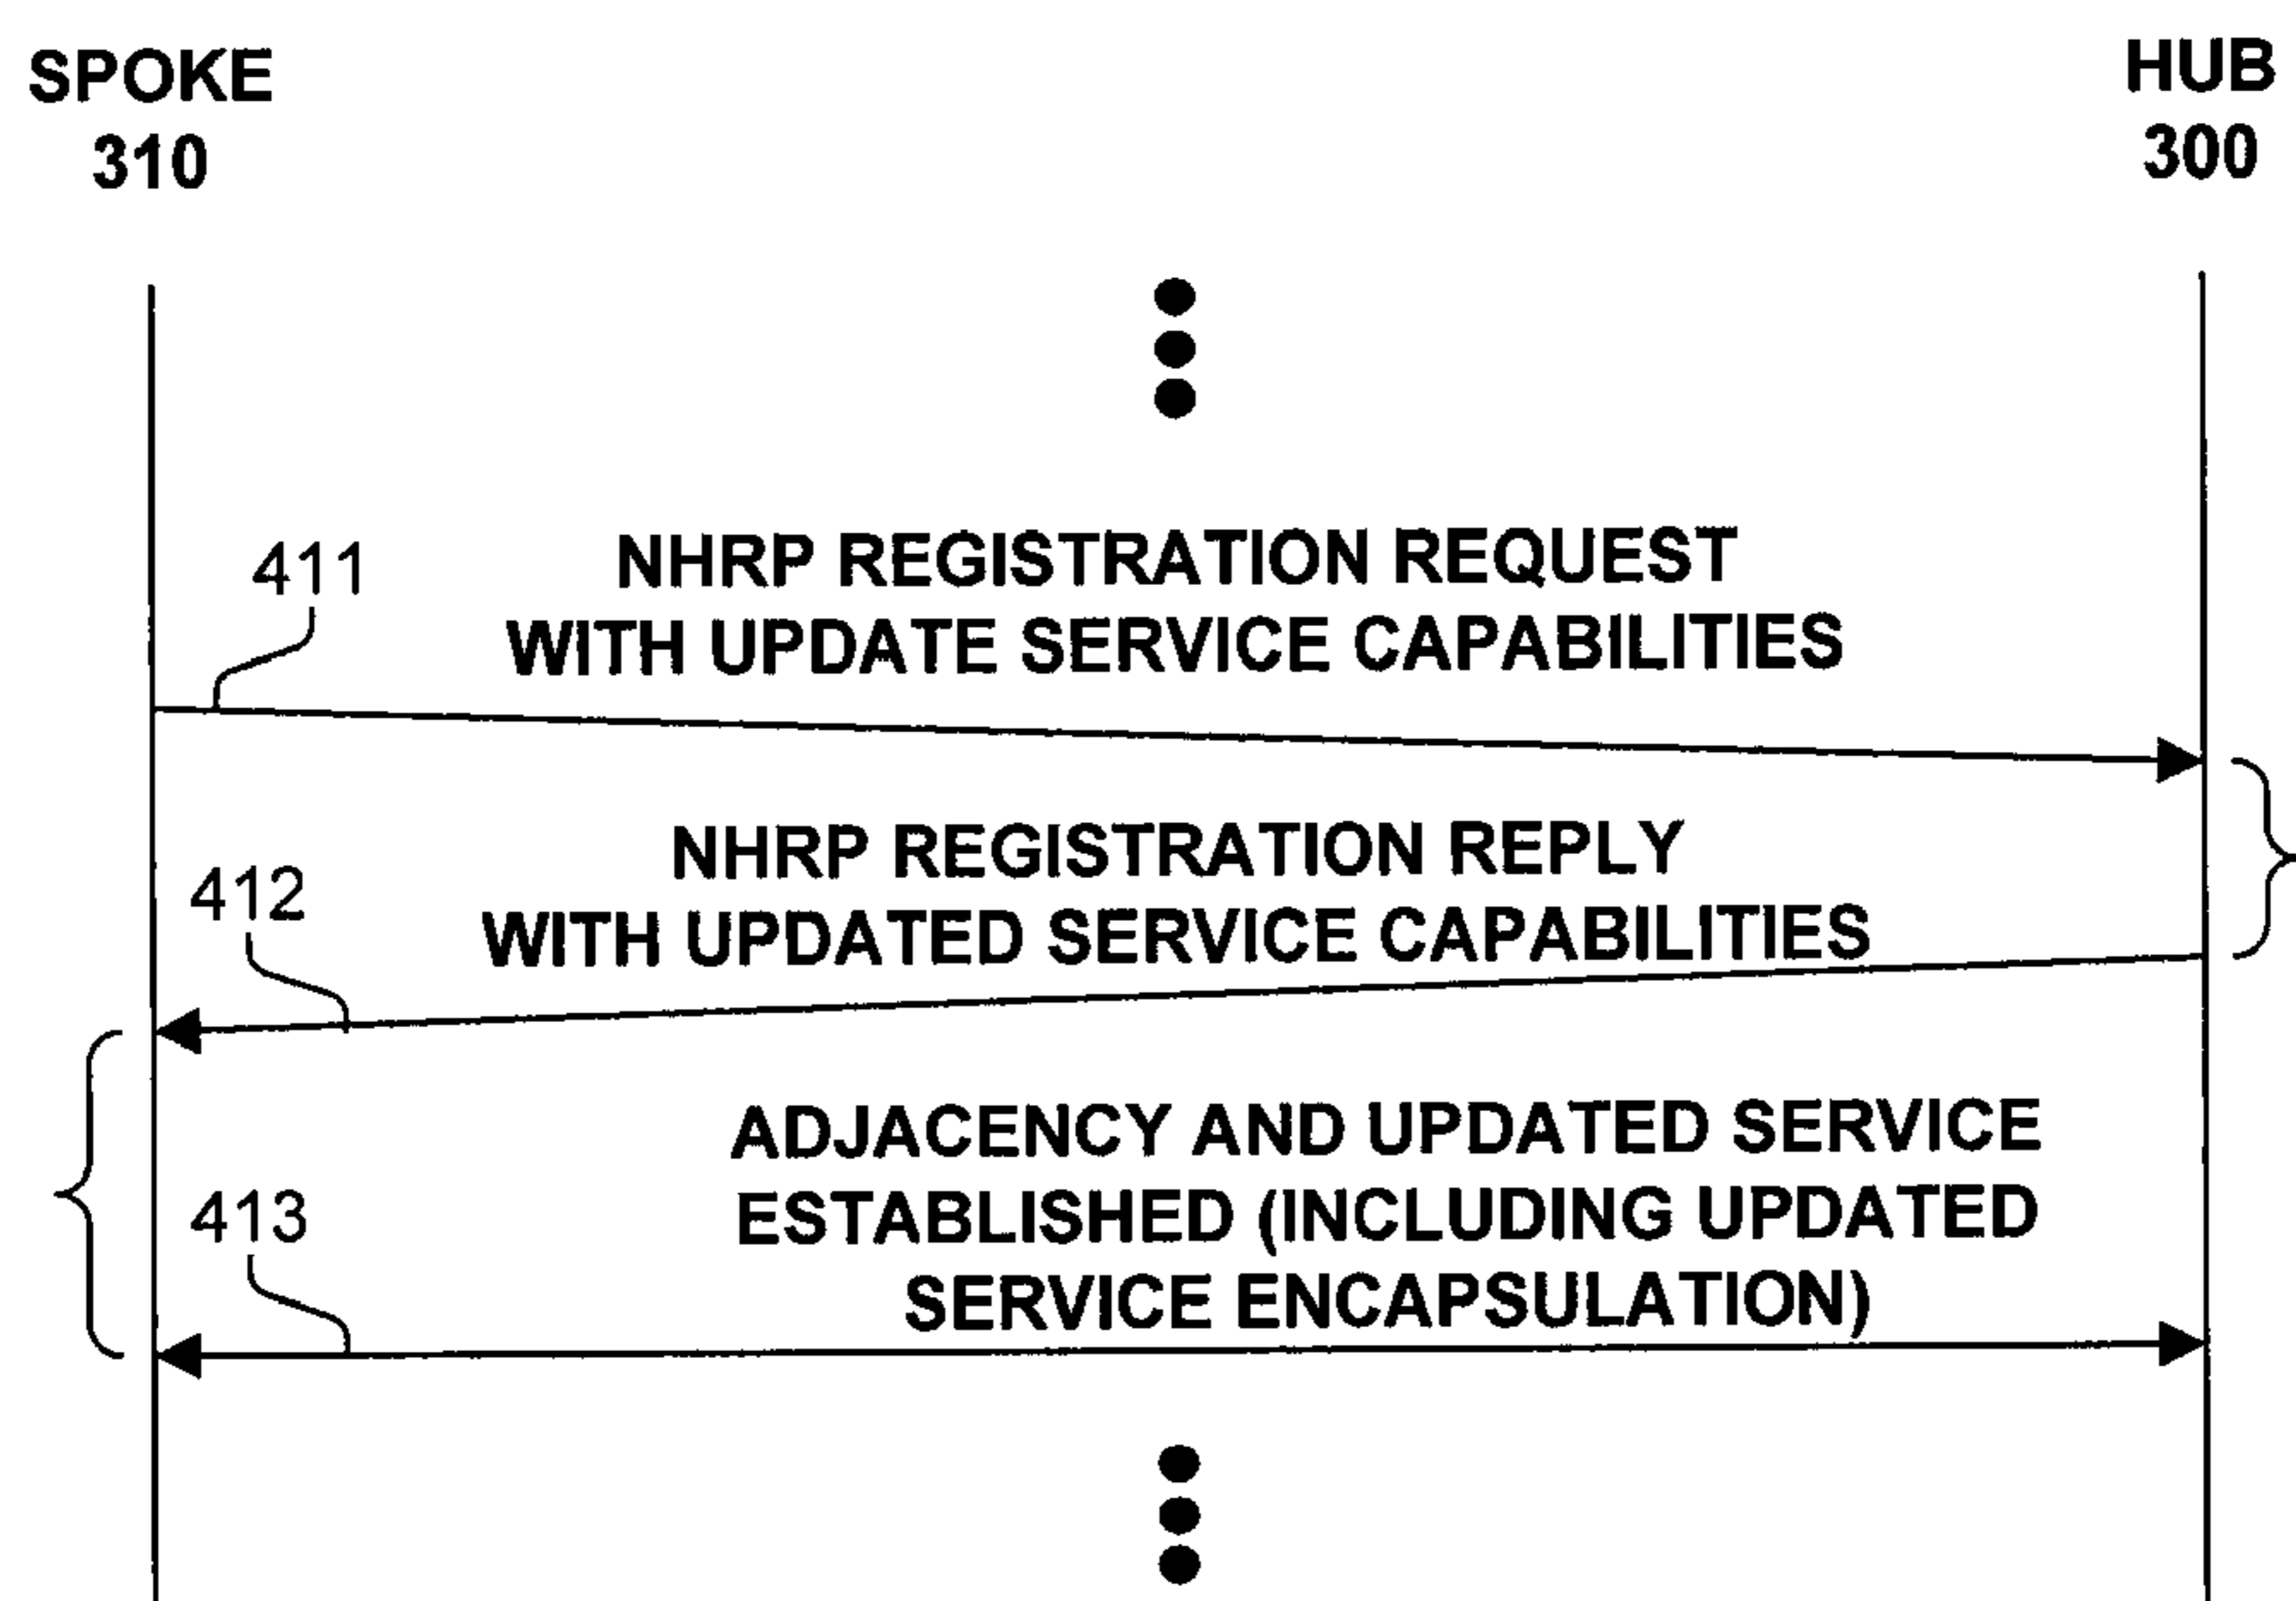 SPOKE
310
HUB
300
411
NHRP REGISTRATION REQUEST
WITH UPDATE SERVICE CAPABILITIES
NHRP REGISTRATION REPLY
412
WITH UPDATED SERVICE CAPABILITIES
ADJACENCY AND UPDATED SERVICE
413
ESTABLISHED (INCLUDING UPDATED
SERVICE ENCAPSULATION)